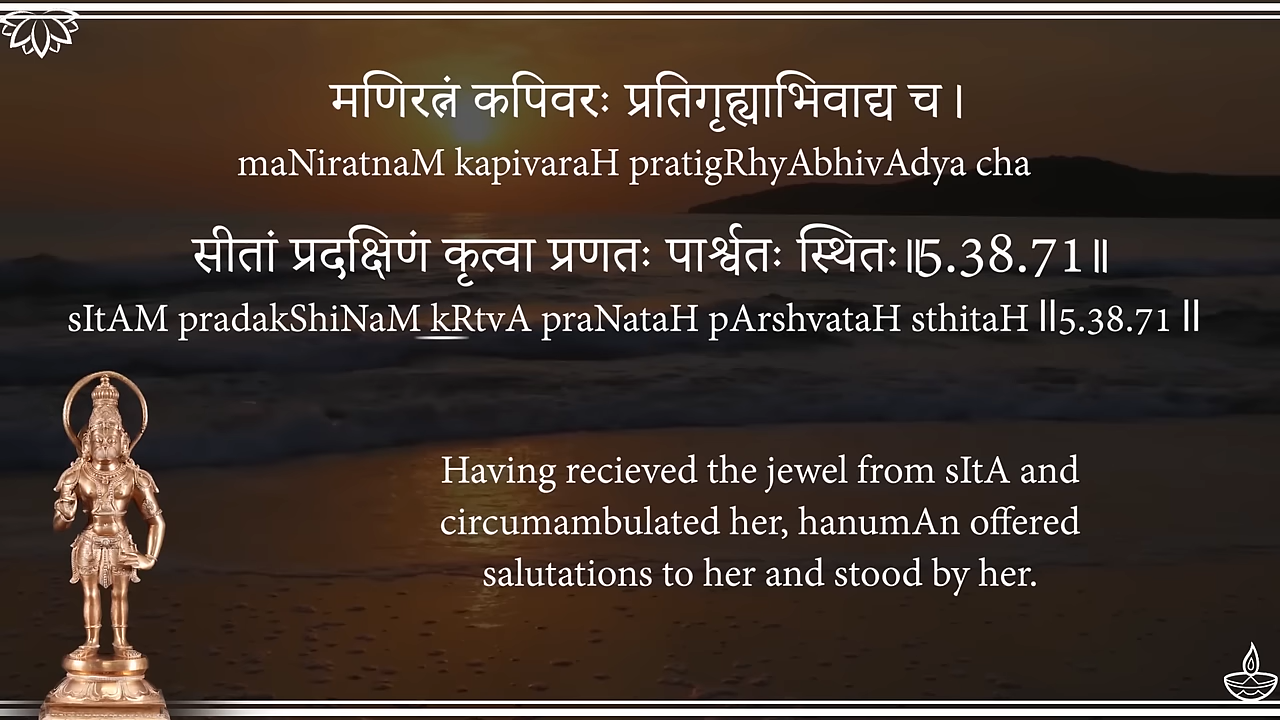 मणिरत्नं कपिवरः प्रतिगृह्याभिवाद्य च।
maNiratnaM kapivaraH pratigRhyAbhivAdya cha
सीतां प्रदक्षिणं कृत्वा प्रणतः पार्श्वतः स्थितः॥5.38.71॥
sItAM pradakShiNaM kRtvA praNataH pArshvataH sthitaH ॥5.38.71 ॥
Having recieved the jewel from sItA and
circumambulated her, hanumAn offered
salutations to her and stood by her.